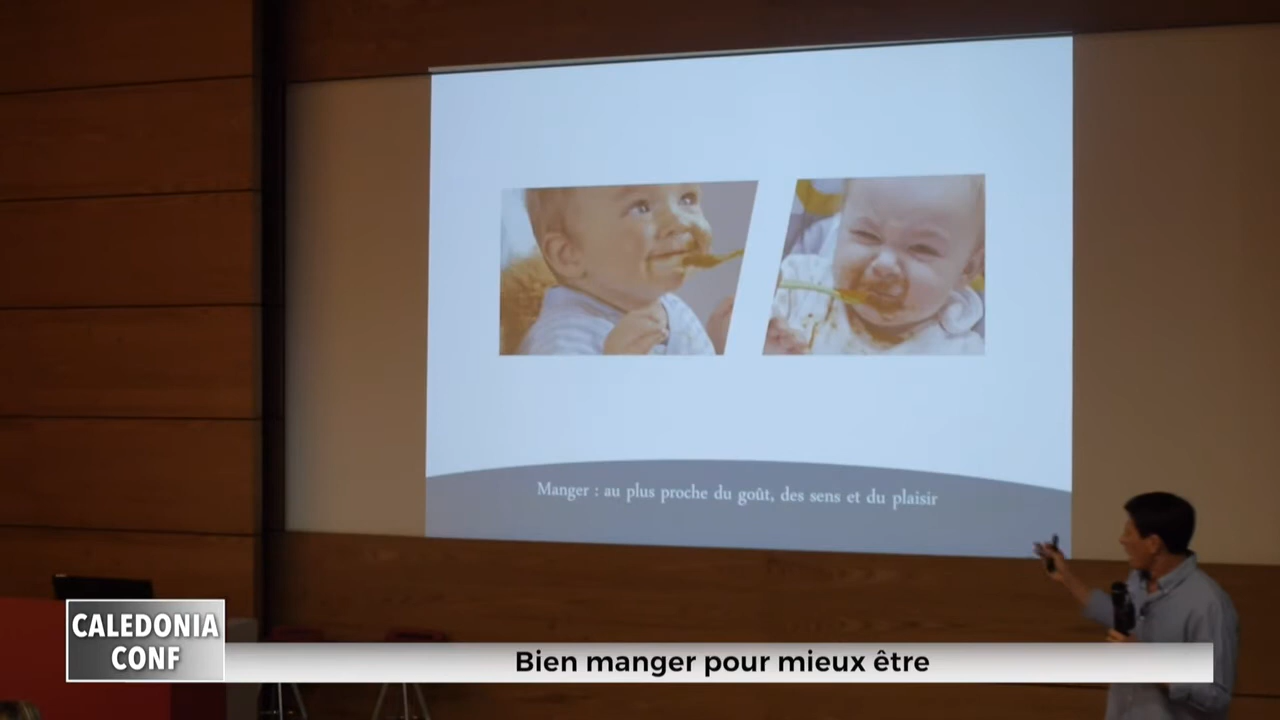 Manger : au plus proche du goût, des sens et du plaisir
CALEDONIA
CONF
Bien manger pour mieux être